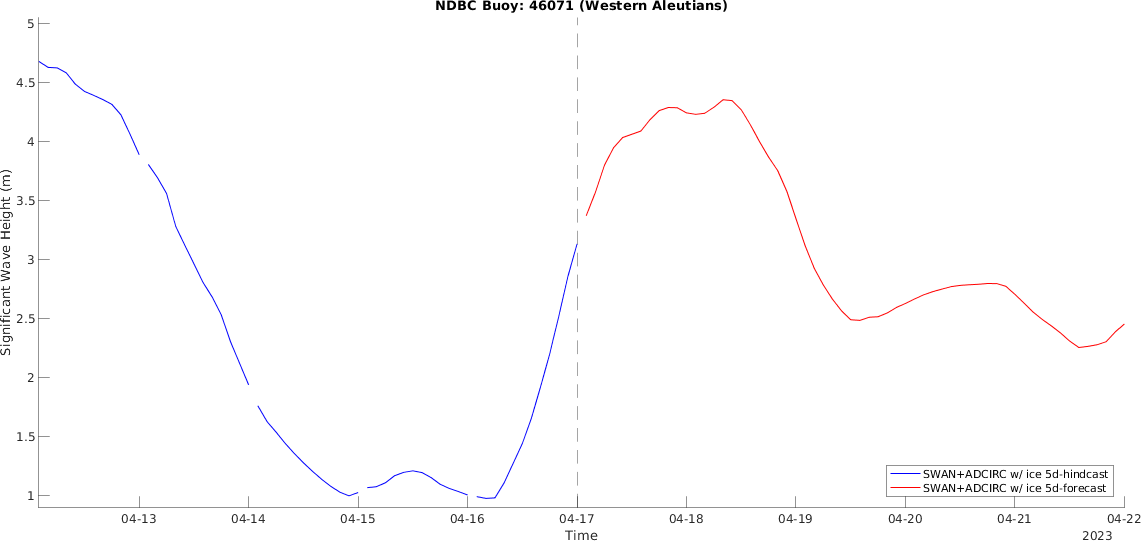 NDBC Buoy: 46071 (Western Aleutians)
5
4.5
4
3.5
3
2.5
2
1.5
1
Significant Wave Height (m)
SWAN+ADCIRC w/ ice 5d-hindcast
SWAN+ADCIRC w/ ice 5d-forecast
04-13 04-14 04-15 04-16 04-17 04-18 04-19 04-20 04-21 04-22
Time
2023